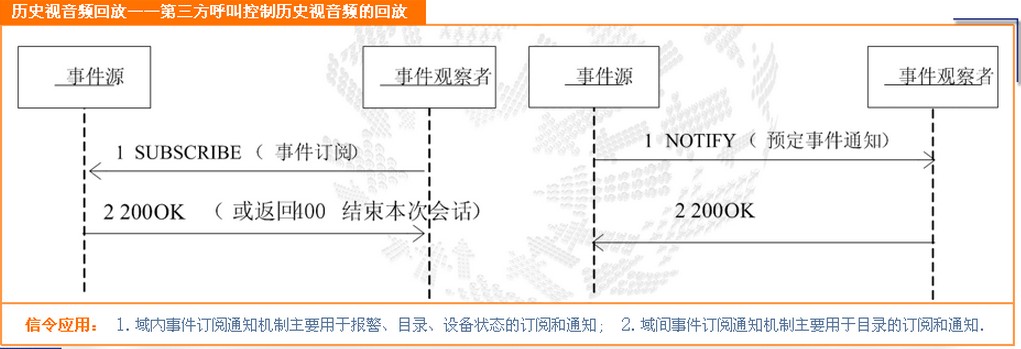 历史视音频回放——第三方呼叫控制历史视音频的回放
事件源
事件观察者
1 SUBSCRIBE（ 事件订阅）
2 200OK （ 或返回400 结束本次会话）
事件源
事件观察者
1 NOTIFY（ 预定事件通知）
2 200OK
信令应用： 1.域内事件订阅通知机制主要用于报警、目录、设备状态的订阅和通知； 2.域间事件订阅通知机制主要用于目录的订阅和通知.